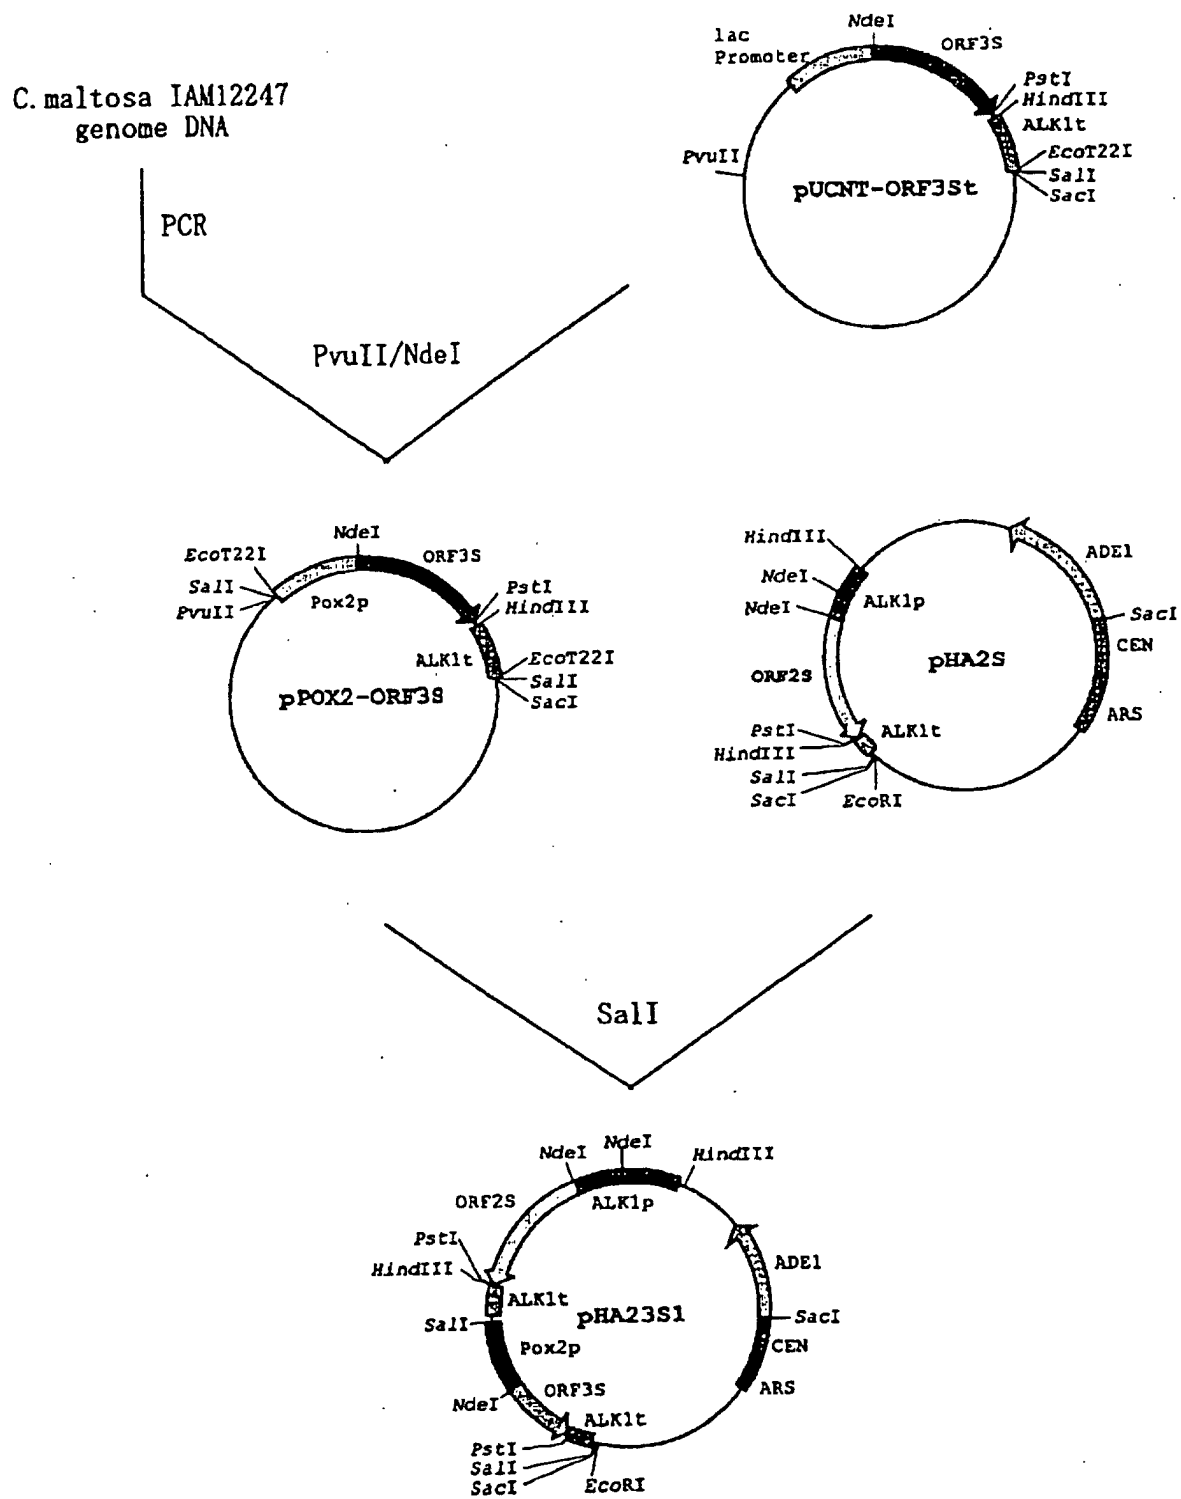 C.maltosa IAM12247
genome DNA
PCR
PvuII/NdeI
lac
Promoter
NdeI
ORF3S
PstI
HindIII
ALK1t
EcoT22I
SalI
SacI
PvuII
pUCNT-ORF3St
NdeI
EcoT22I
ORF3S
SalI
PvuII
Pox2p
PstI
HindIII
ALK1t
EcoT22I
SalI
SacI
pPOX2-ORF3S
HindIII
ADE1
NdeI
NdeI
ALK1p
SacI
CEN
pHA2S
ORF2S
ARS
PstI
ALK1t
HindIII
SalI
SacI
EcoRI
SalI
NdeI
NdeI
HindIII
ORF2S
ALK1p
PstI
HindIII
ADE1
ALK1t
pHA23S1
SacI
SalI
Pox2p
CEN
ORF3S
ARS
NdeI
ALK1t
PstI
SalI
SacI
EcoRI